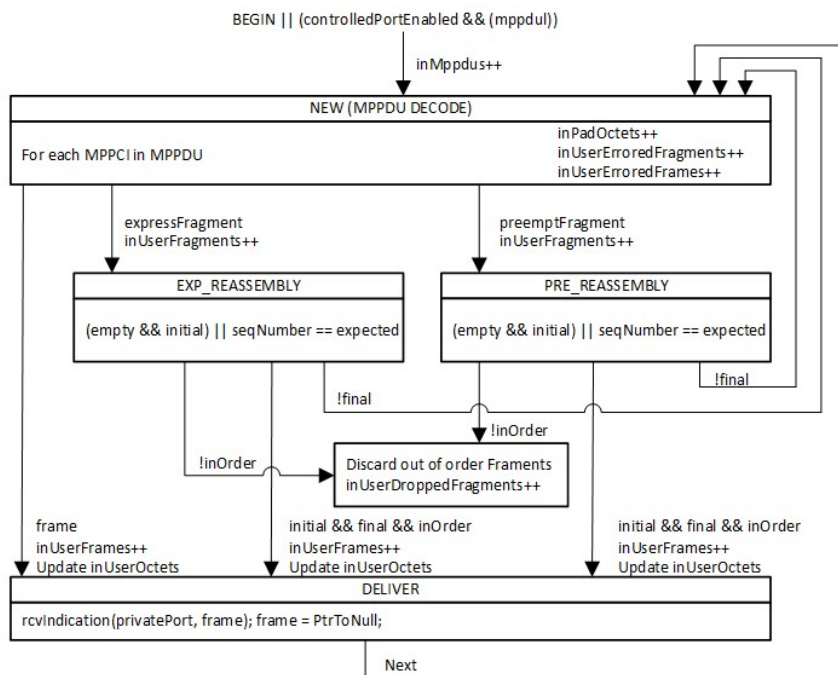 BEGIN || (controlledPortEnabled && (mppduI))
inMppdus++
NEW (MPPDU DECODE)
For each MPPCI in MPPDU
inPadOctets++
inUserErroredFragments++
inUserErroredFrames++
expressFragment
inUserFragments++
preemptFragment
inUserFragments++
EXP_REASSEMBLY
(empty && initial) || seqNumber == expected
PRE_REASSEMBLY
(empty && initial) || seqNumber == expected
!final
!final
!inOrder
!inOrder
Discard out of order Framents
inUserDroppedFragments++
frame
inUserFrames++
Update inUserOctets
initial && final && inOrder
inUserFrames++
Update inUserOctets
initial && final && inOrder
inUserFrames++
Update inUserOctets
DELIVER
rcvIndication(privatePort, frame); frame = PtrToNull;
Next